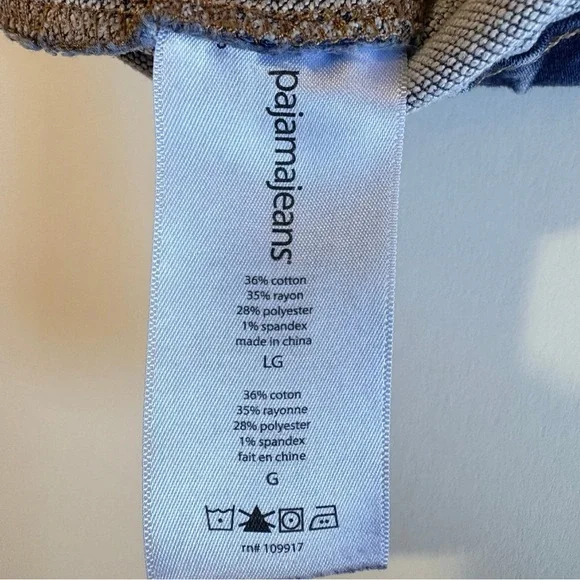 pajamajeans™
36% cotton
35% rayon
28% polyester
1% spandex
made in china
LG
36% coton
35% rayonne
28% polyester
1% spandex
fait en chine
G
rn# 109917